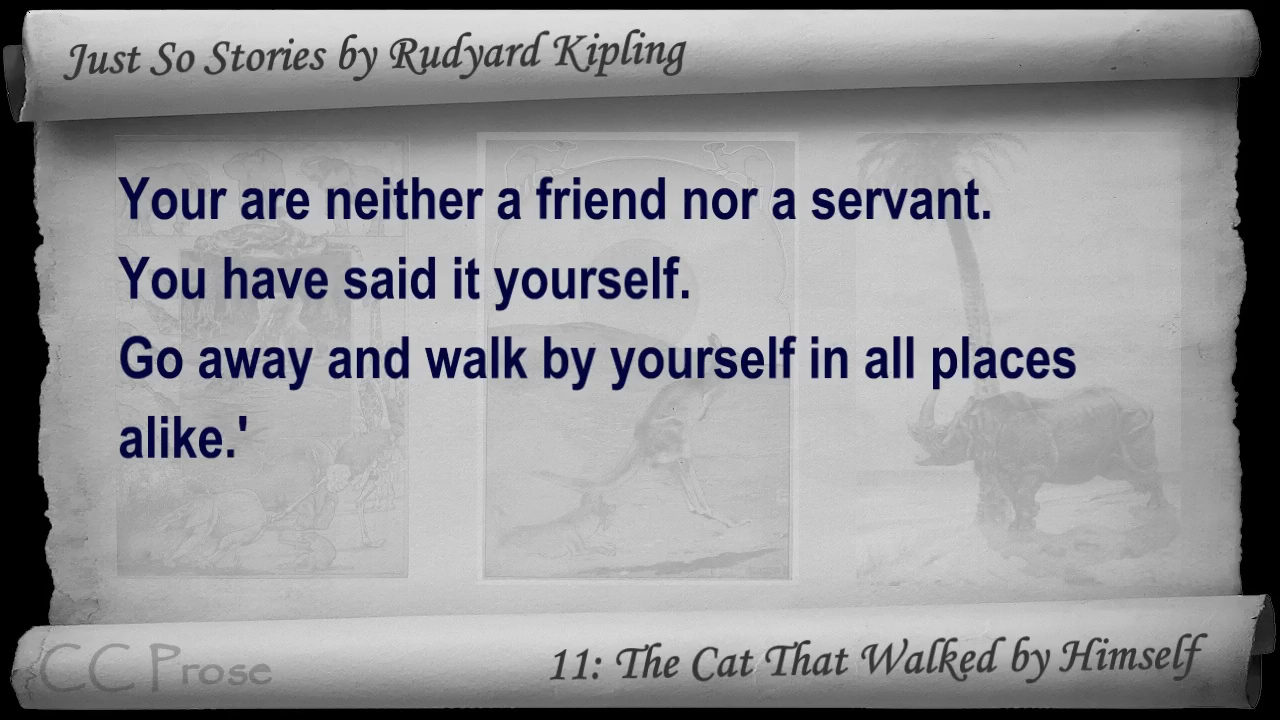 Just So Stories by Rudyard Kipling
Your are neither a friend nor a servant.
You have said it yourself.
Go away and walk by yourself in all places
alike.'
CC Prose
11: The Cat That Walked by Himself